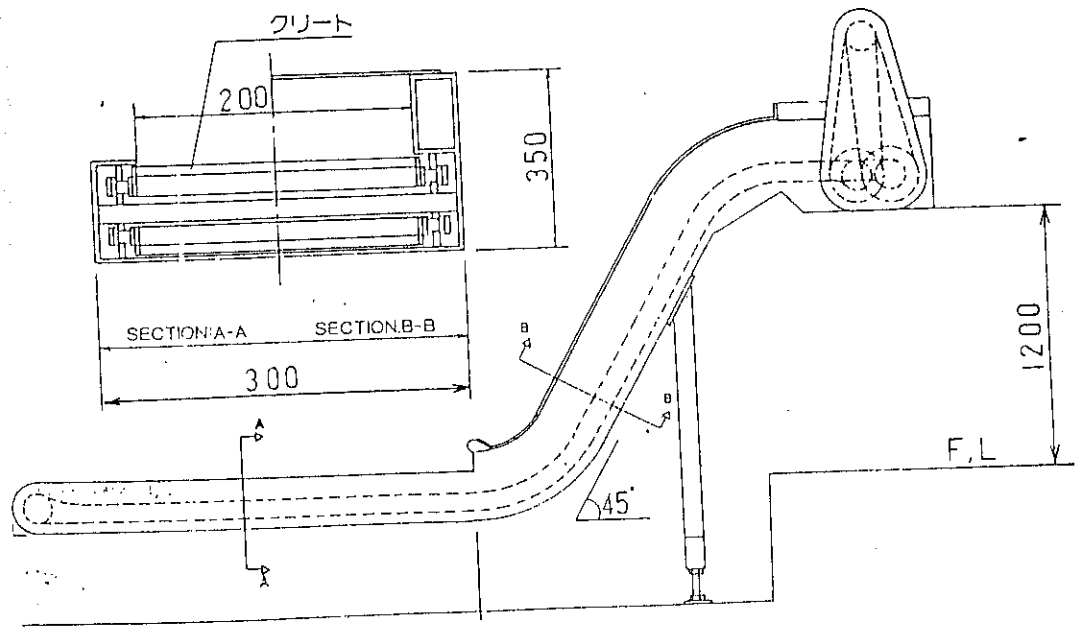 クリート
200
350
SECTION:A-A
SECTION.B-B
300
B
B
A
A
45°
1200
F,L